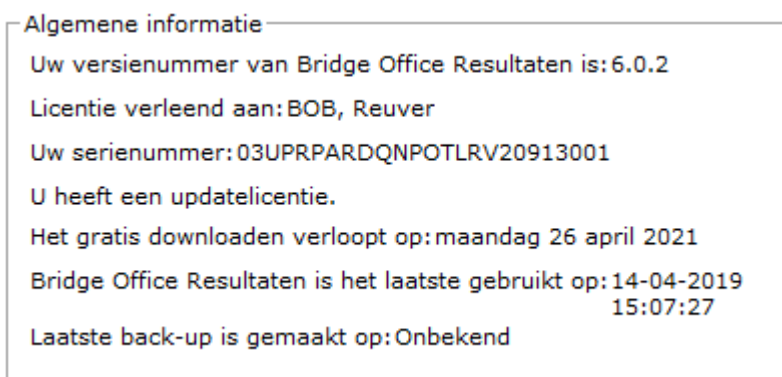 Algemene informatie
Uw versienummer van Bridge Office Resultaten is: 6.0.2
Licentie verleend aan: BOB, Reuver
Uw serienummer: 03UPRPARDQNPOTLRV20913001
U heeft een updatelicentie.
Het gratis downloaden verloopt op: maandag 26 april 2021
Bridge Office Resultaten is het laatste gebruikt op: 14-04-2019
15:07:27
Laatste back-up is gemaakt op: Onbekend